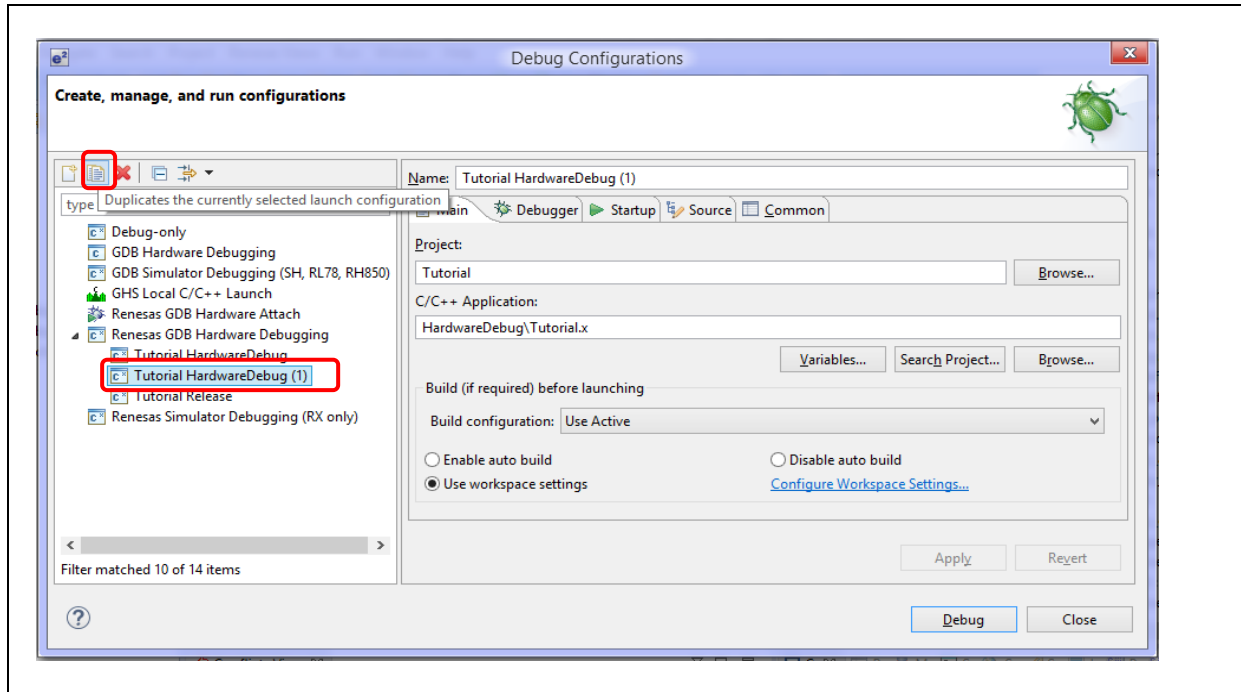 e²
Debug Configurations
Create, manage, and run configurations
Name: Tutorial HardwareDebug (1)
type
Duplicates the currently selected launch configuration
Main Debugger Startup Source Common
Debug-only
GDB Hardware Debugging
GDB Simulator Debugging (SH, RL78, RH850)
GHS Local C/C++ Launch
Renesas GDB Hardware Attach
Renesas GDB Hardware Debugging
Tutorial HardwareDebug
Tutorial HardwareDebug (1)
Tutorial Release
Renesas Simulator Debugging (RX only)
Filter matched 10 of 14 items
Project:
Tutorial
Browse...
C/C++ Application:
HardwareDebug\Tutorial.x
Variables... Search Project... Browse...
Build (if required) before launching
Build configuration: Use Active
Enable auto build Disable auto build
Use workspace settings Configure Workspace Settings...
Apply Revert
Debug Close